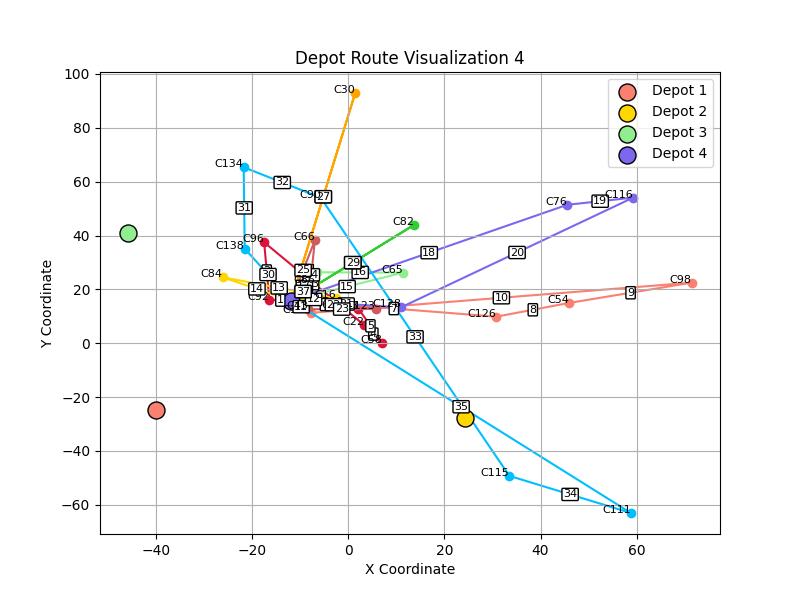 Depot Route Visualization 4
Depot 1
Depot 2
Depot 3
Depot 4
100
80
60
40
20
0
−20
−40
−60
−40
−20
0
20
40
60
X Coordinate
Y Coordinate
C30
C134
32
C90
27
31
C76
19
C116
C82
C96
C66
C138
18
20
29
30
25
16
C65
C84
14
13
15
37
C98
10
9
C54
8
C126
C128
7
23
C22
5
33
35
C115
34
C111